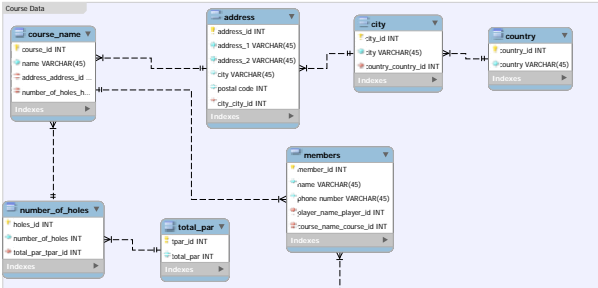 Course Data
course_name
course_id INT
name VARCHAR(45)
address_address_id ...
number_of_holes_h...
Indexes
address
address_id INT
address_1 VARCHAR(45)
address_2 VARCHAR(45)
city VARCHAR(45)
postal code INT
city_city_id INT
Indexes
city
city_id INT
city VARCHAR(45)
country_country_id INT
Indexes
country
country_id INT
country VARCHAR(45)
Indexes
members
member_id INT
name VARCHAR(45)
phone number VARCHAR(45)
player_name_player_id INT
course_name_course_id INT
Indexes
number_of_holes
holes_id INT
number_of_holes INT
total_par_tpar_id INT
Indexes
total_par
tpar_id INT
total_par INT
Indexes